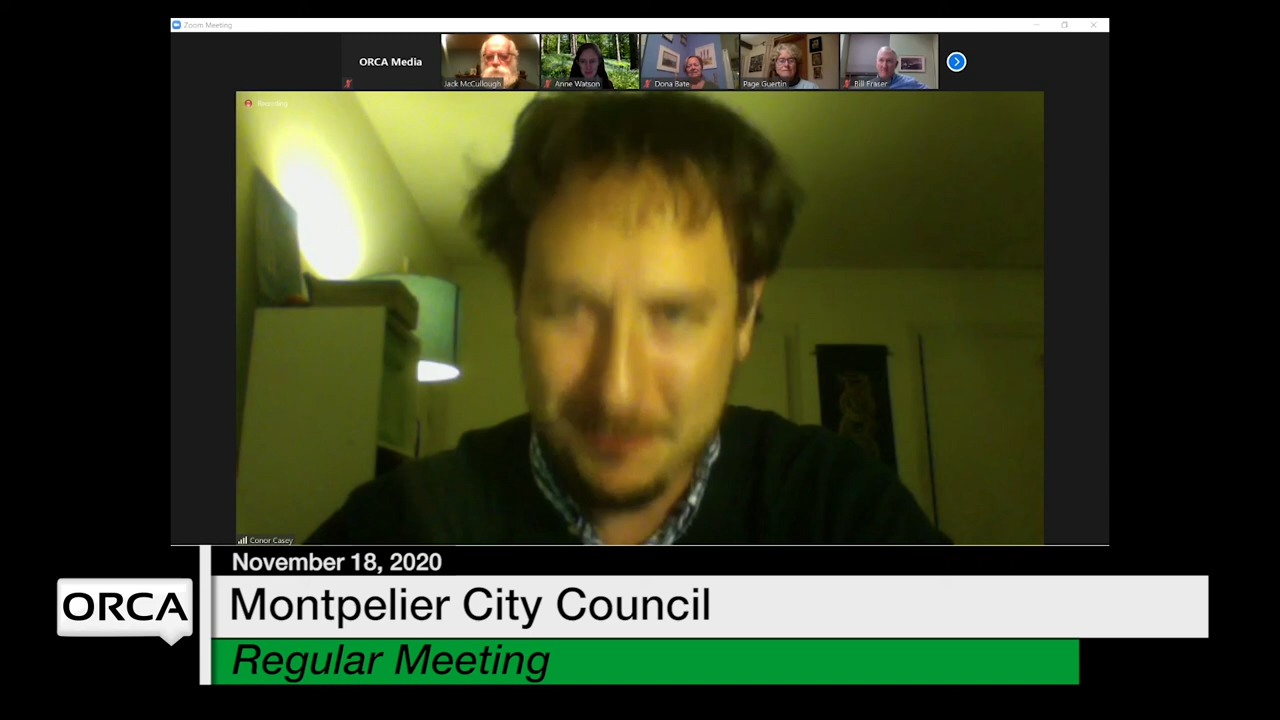 Zoom Meeting
ORCA Media
Jack McCullough
Anne Watson
Dona Bate
Page Guertin
Bill Fraser
Recording
Conor Casey
November 18, 2020
ORCA
Montpelier City Council
Regular Meeting